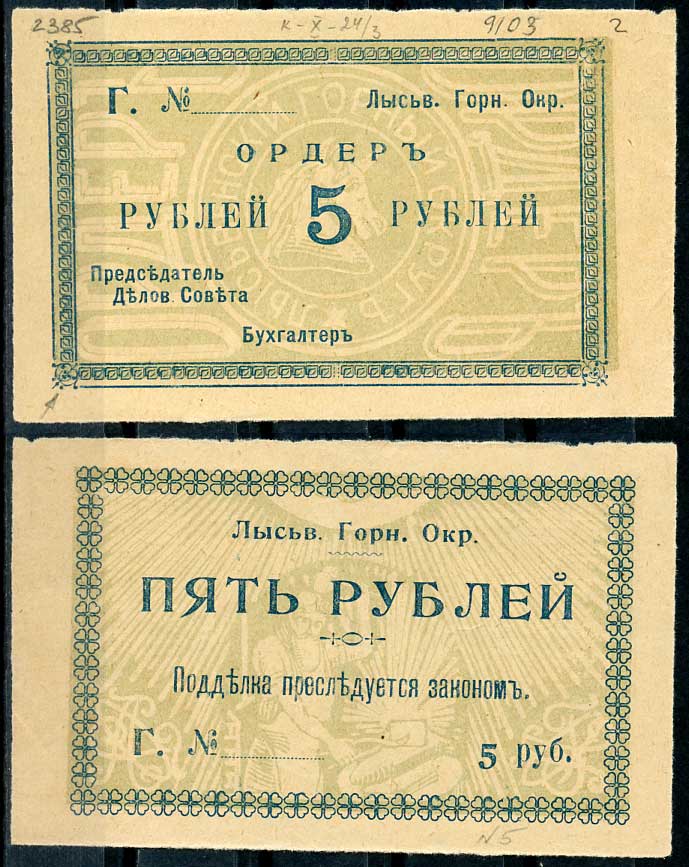 2385 К-X-24/3 9103 2
Г. № Лысьв. Горн. Окр.
ОРДЕРЪ
РУБЛЕЙ 5 РУБЛЕЙ
Предсѣдатель
Дѣлов. Совѣта
Бухгалтеръ
Лысьв. Горн. Окр.
ПЯТЬ РУБЛЕЙ
Поддѣлка преслѣдуется закономъ.
Г. № 5 руб.
N5